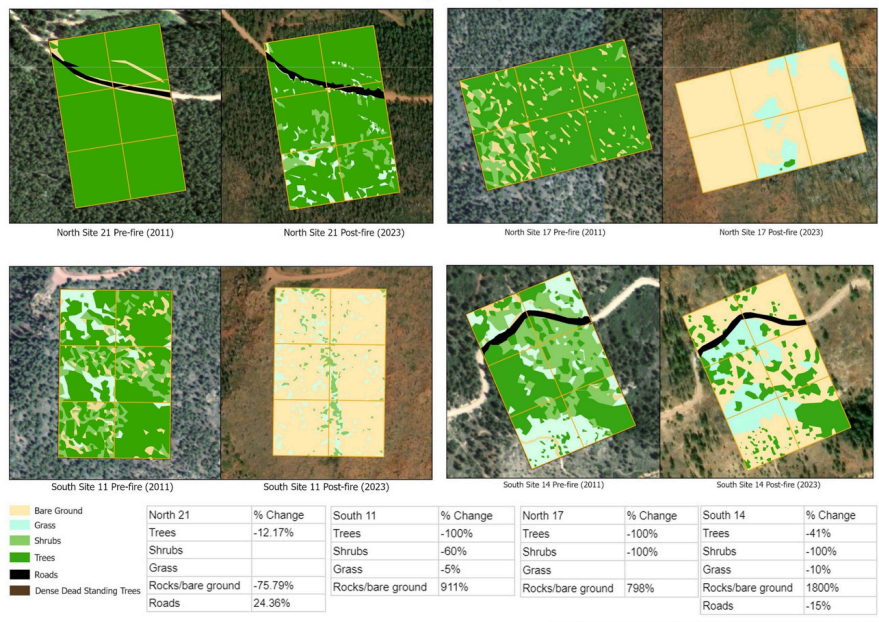 North Site 21 Pre-fire (2011)
North Site 21 Post-fire (2023)
North Site 17 Pre-fire (2011)
North Site 17 Post-fire (2023)
South Site 11 Pre-fire (2011)
South Site 11 Post-fire (2023)
South Site 14 Pre-fire (2011)
South Site 14 Post-fire (2023)
Bare Ground
Grass
Shrubs
Trees
Roads
Dense Dead Standing Trees
North 21 % Change
Trees -12.17%
Shrubs
Grass
Rocks/bare ground -75.79%
Roads 24.36%
South 11 % Change
Trees -100%
Shrubs -60%
Grass -5%
Rocks/bare ground 911%
North 17 % Change
Trees -100%
Shrubs -100%
Grass
Rocks/bare ground 798%
South 14 % Change
Trees -41%
Shrubs -100%
Grass -10%
Rocks/bare ground 1800%
Roads -15%